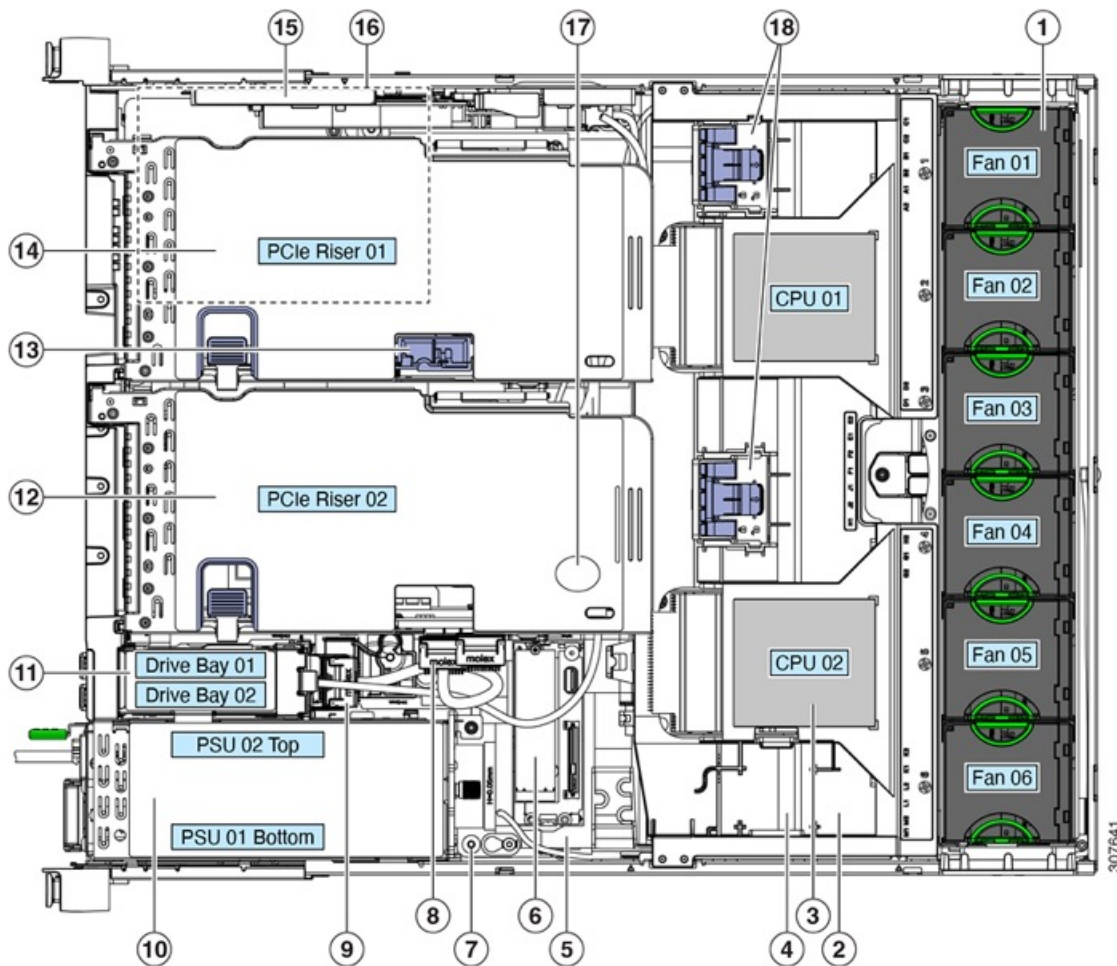 15
16
17
18
1
Fan 01
14
PCIe Riser 01
CPU 01
Fan 02
13
Fan 03
12
PCIe Riser 02
Fan 04
11
Drive Bay 01
Drive Bay 02
molex
molex
CPU 02
Fan 05
PSU 02 Top
Fan 06
PSU 01 Bottom
10
9
8
7
6
5
4
3
2
307641